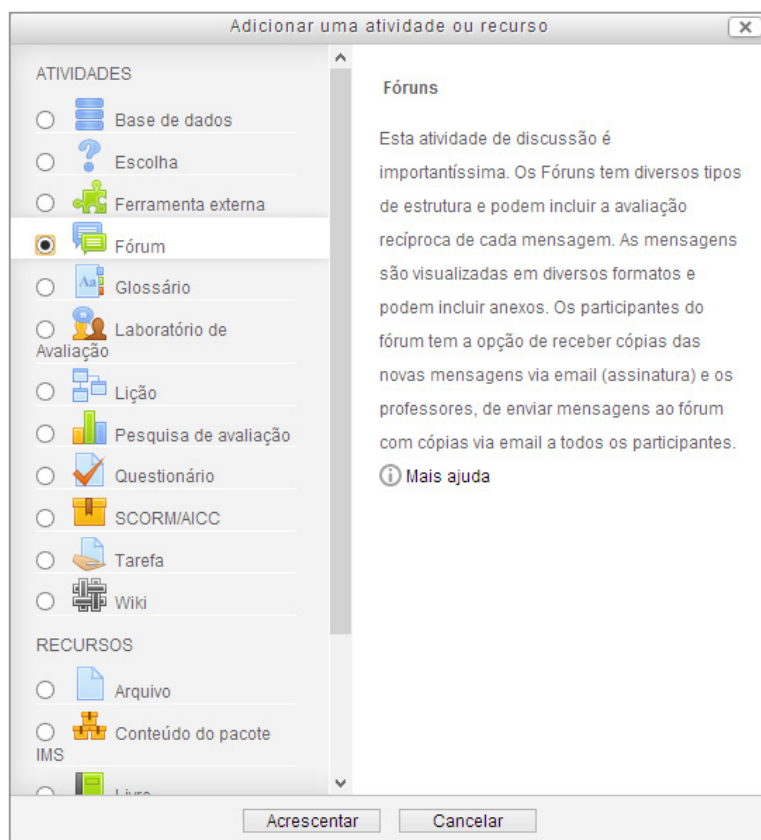 Adicionar uma atividade ou recurso
ATIVIDADES
Base de dados
Escolha
Ferramenta externa
Fórum
Aa
Glossário
Laboratório de
Avaliação
Lição
Pesquisa de avaliação
Questionário
SCORM/AICC
Tarefa
Wiki
RECURSOS
Arquivo
Conteúdo do pacote
IMS
Livro
Fóruns
Esta atividade de discussão é
importantíssima. Os Fóruns tem diversos tipos
de estrutura e podem incluir a avaliação
recíproca de cada mensagem. As mensagens
são visualizadas em diversos formatos e
podem incluir anexos. Os participantes do
fórum tem a opção de receber cópias das
novas mensagens via email (assinatura) e os
professores, de enviar mensagens ao fórum
com cópias via email a todos os participantes.
Mais ajuda
Acrescentar
Cancelar